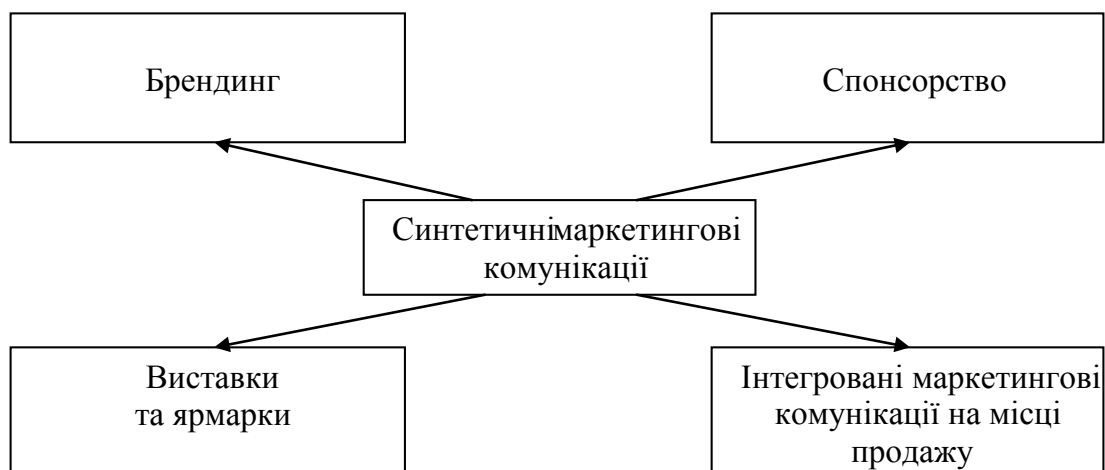 Брендинг
Спонсорство
Синтетичнімаркетингові
комунікації
Виставки
та ярмарки
Інтегровані маркетингові
комунікації на місці
продажу